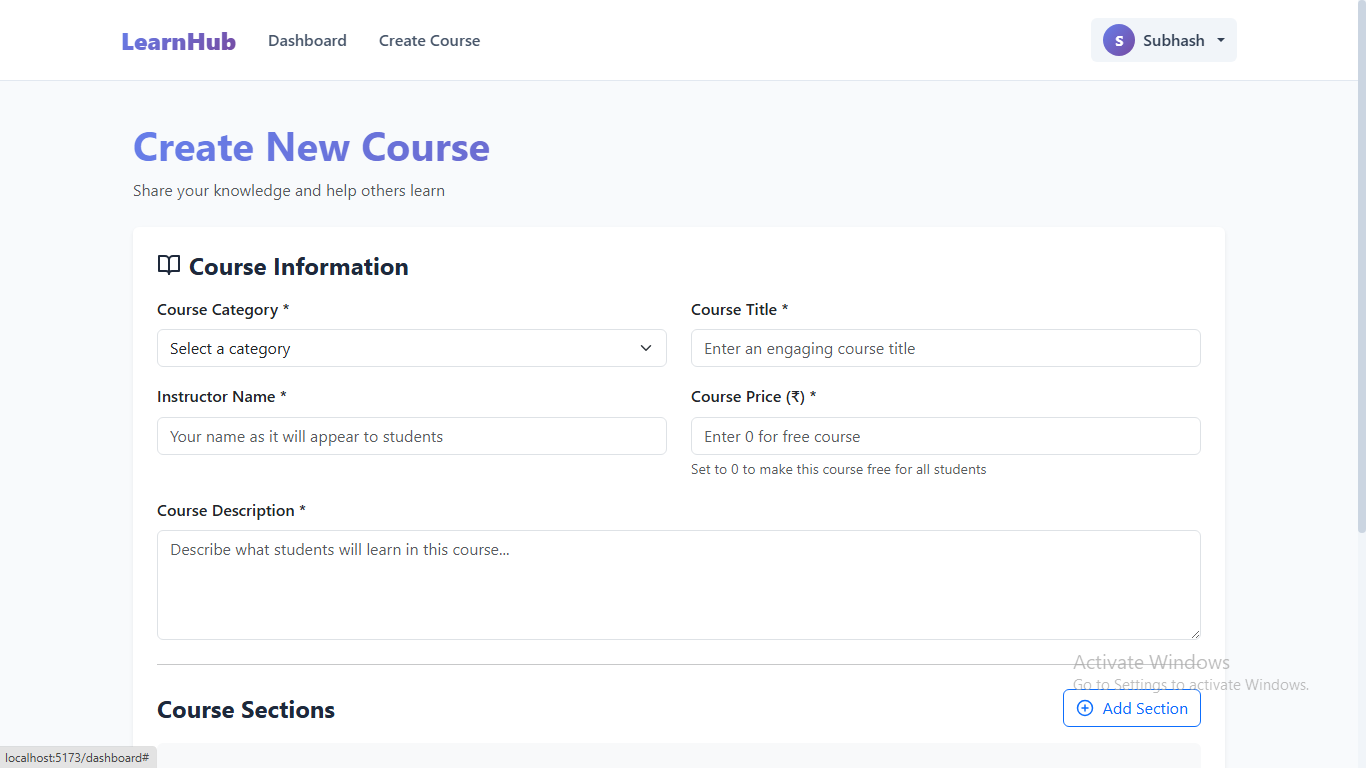 LearnHub Dashboard Create Course S Subhash
Create New Course
Share your knowledge and help others learn
Course Information
Course Category * Course Title *
Select a category Enter an engaging course title
Instructor Name * Course Price (₹) *
Your name as it will appear to students Enter 0 for free course
Set to 0 to make this course free for all students
Course Description *
Describe what students will learn in this course...
Activate Windows
Go to Settings to activate Windows.
Course Sections Add Section
localhost:5173/dashboard#